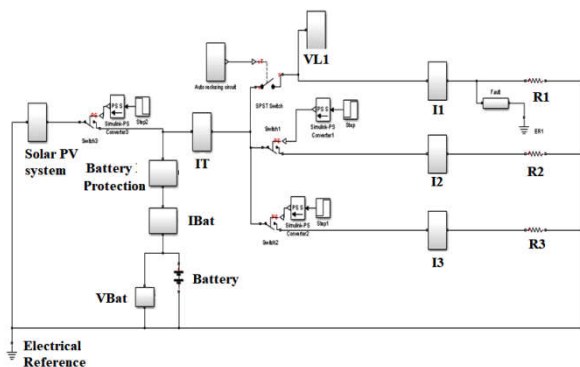 VL1
Auto reclosing circuit
SPST Switch
PS S
Simulink-PS
Converter3
Step2
Switch3
Solar PV
system
Battery
Protection
IT
PS S
Simulink-PS
Converter1
Step
Switch1
I1
Fault
ER1
R1
I2
R2
IBat
PS S
Simulink-PS
Converter2
Step1
Switch2
I3
R3
VBat
Battery
Electrical
Reference